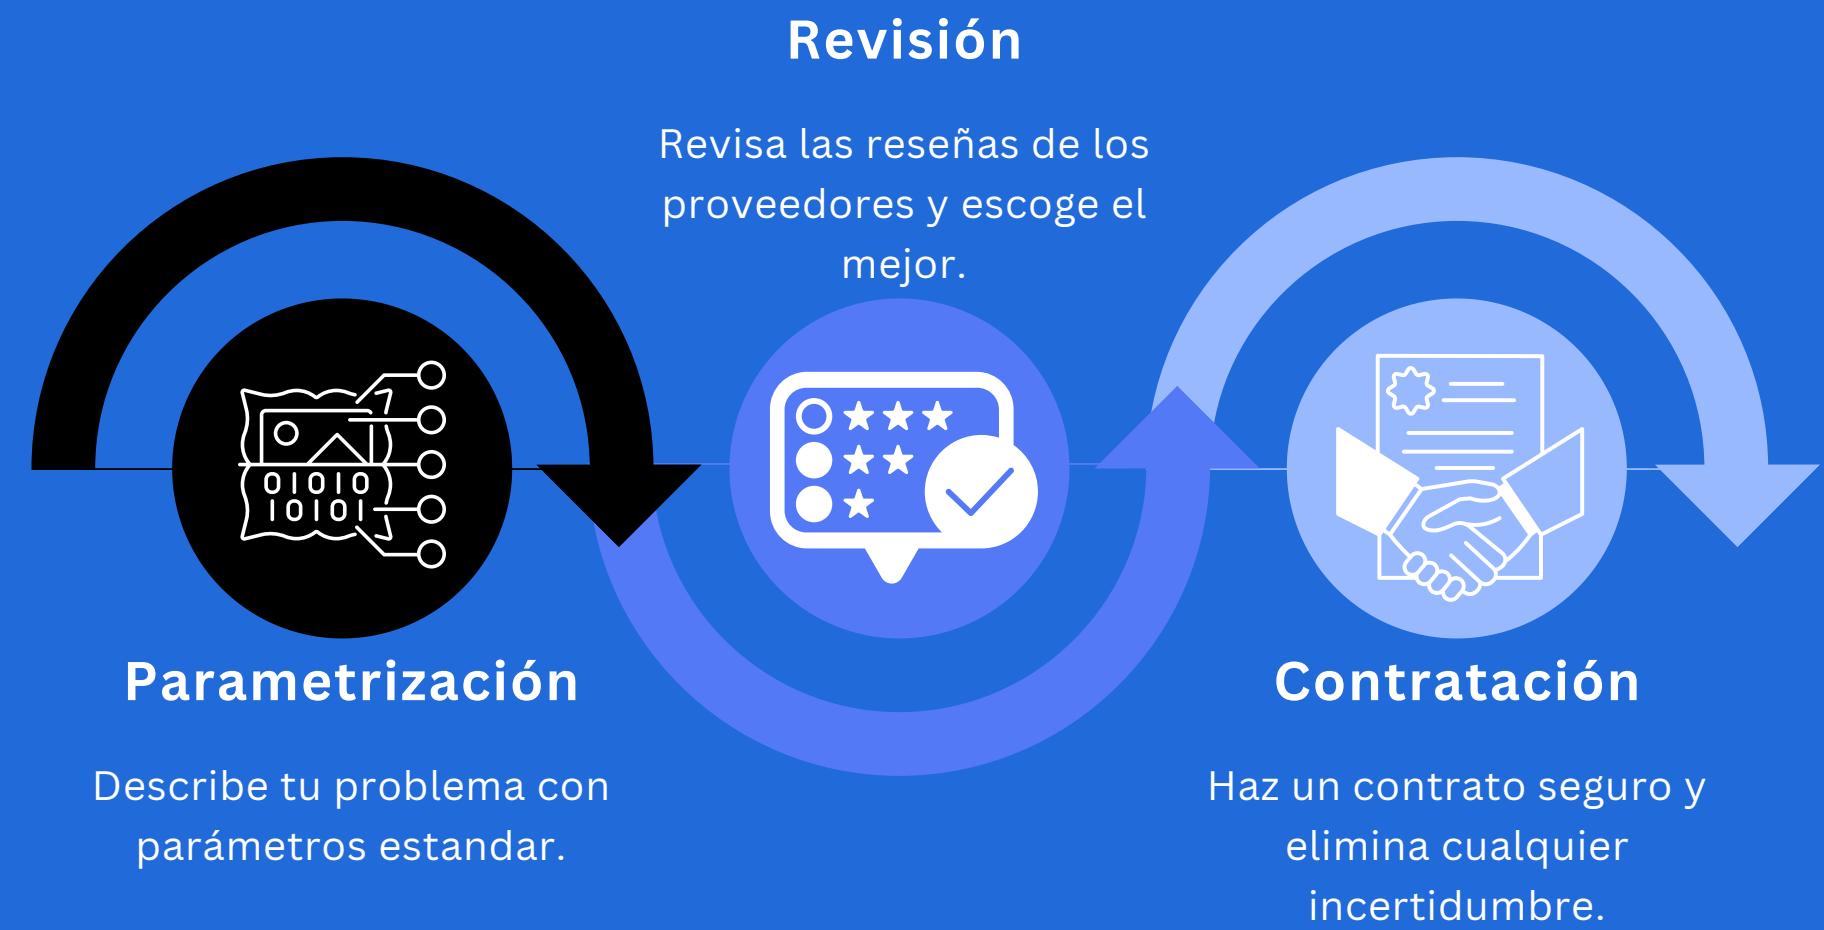 Revisión
Revisa las reseñas de los
proveedores y escoge el
mejor.
01010
10101
Parametrización
Describe tu problema con
parámetros estandar.
Contratación
Haz un contrato seguro y
elimina cualquier
incertidumbre.